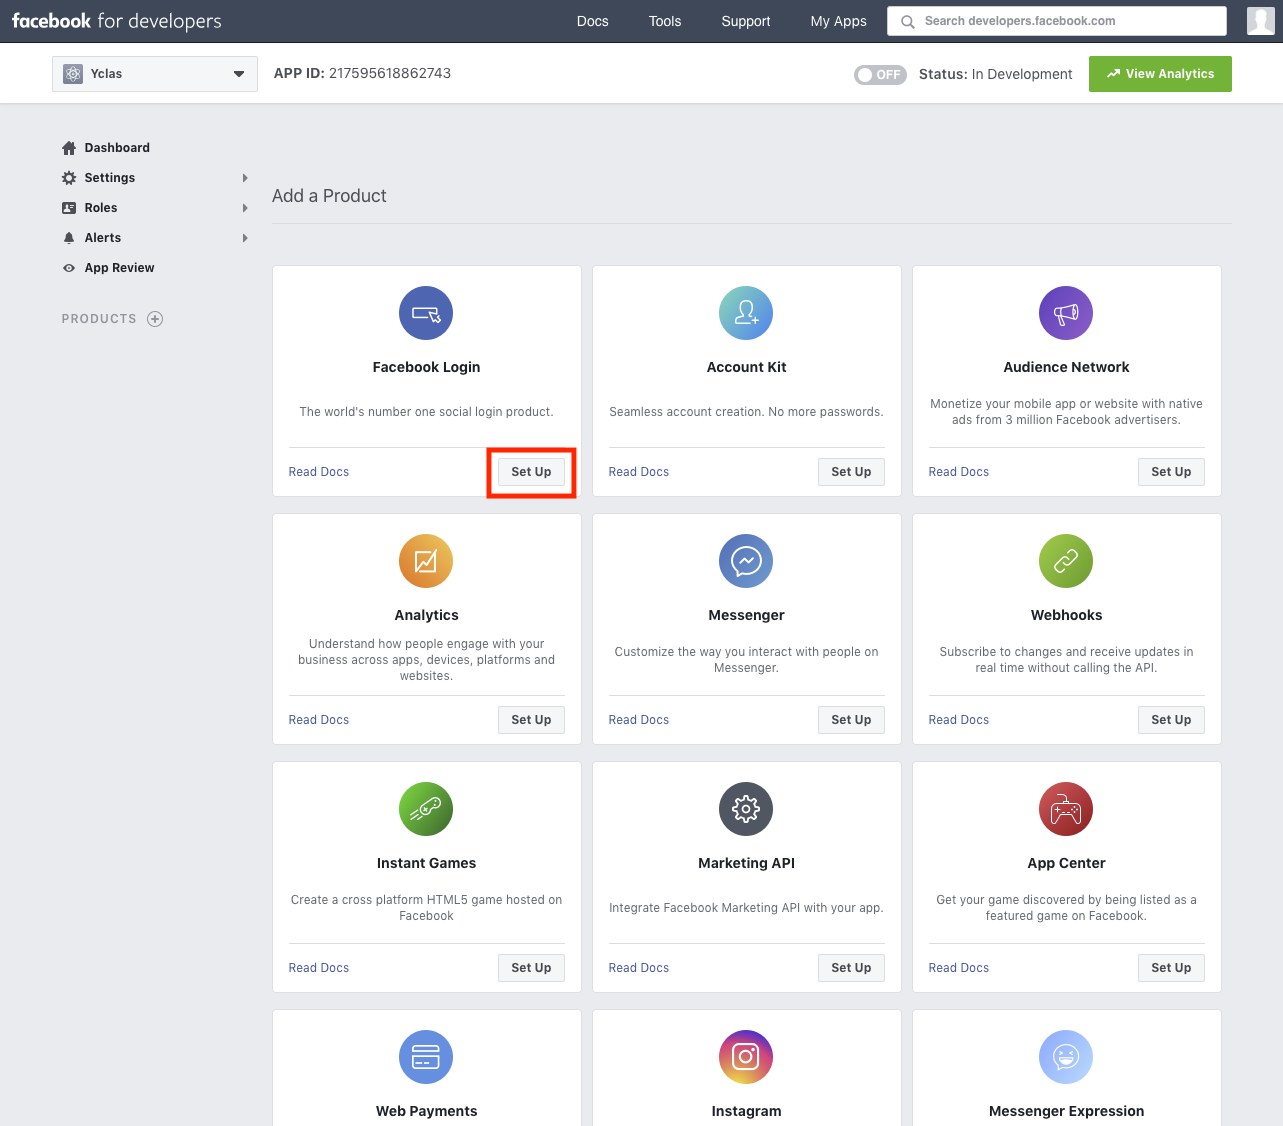 facebook for developers
Docs Tools Support My Apps Search developers.facebook.com
Yclas
APP ID: 217595618862743
OFF Status: In Development View Analytics
Dashboard
Settings
Roles
Alerts
App Review
PRODUCTS
Add a Product
Facebook Login
The world's number one social login product.
Read Docs Set Up
Account Kit
Seamless account creation. No more passwords.
Read Docs Set Up
Audience Network
Monetize your mobile app or website with native
ads from 3 million Facebook advertisers.
Read Docs Set Up
Analytics
Understand how people engage with your
business across apps, devices, platforms and
websites.
Read Docs Set Up
Messenger
Customize the way you interact with people on
Messenger.
Read Docs Set Up
Webhooks
Subscribe to changes and receive updates in
real time without calling the API.
Read Docs Set Up
Instant Games
Create a cross platform HTML5 game hosted on
Facebook
Read Docs Set Up
Marketing API
Integrate Facebook Marketing API with your app.
Read Docs Set Up
App Center
Get your game discovered by being listed as a
featured game on Facebook.
Read Docs Set Up
Web Payments
Instagram
Messenger Expression